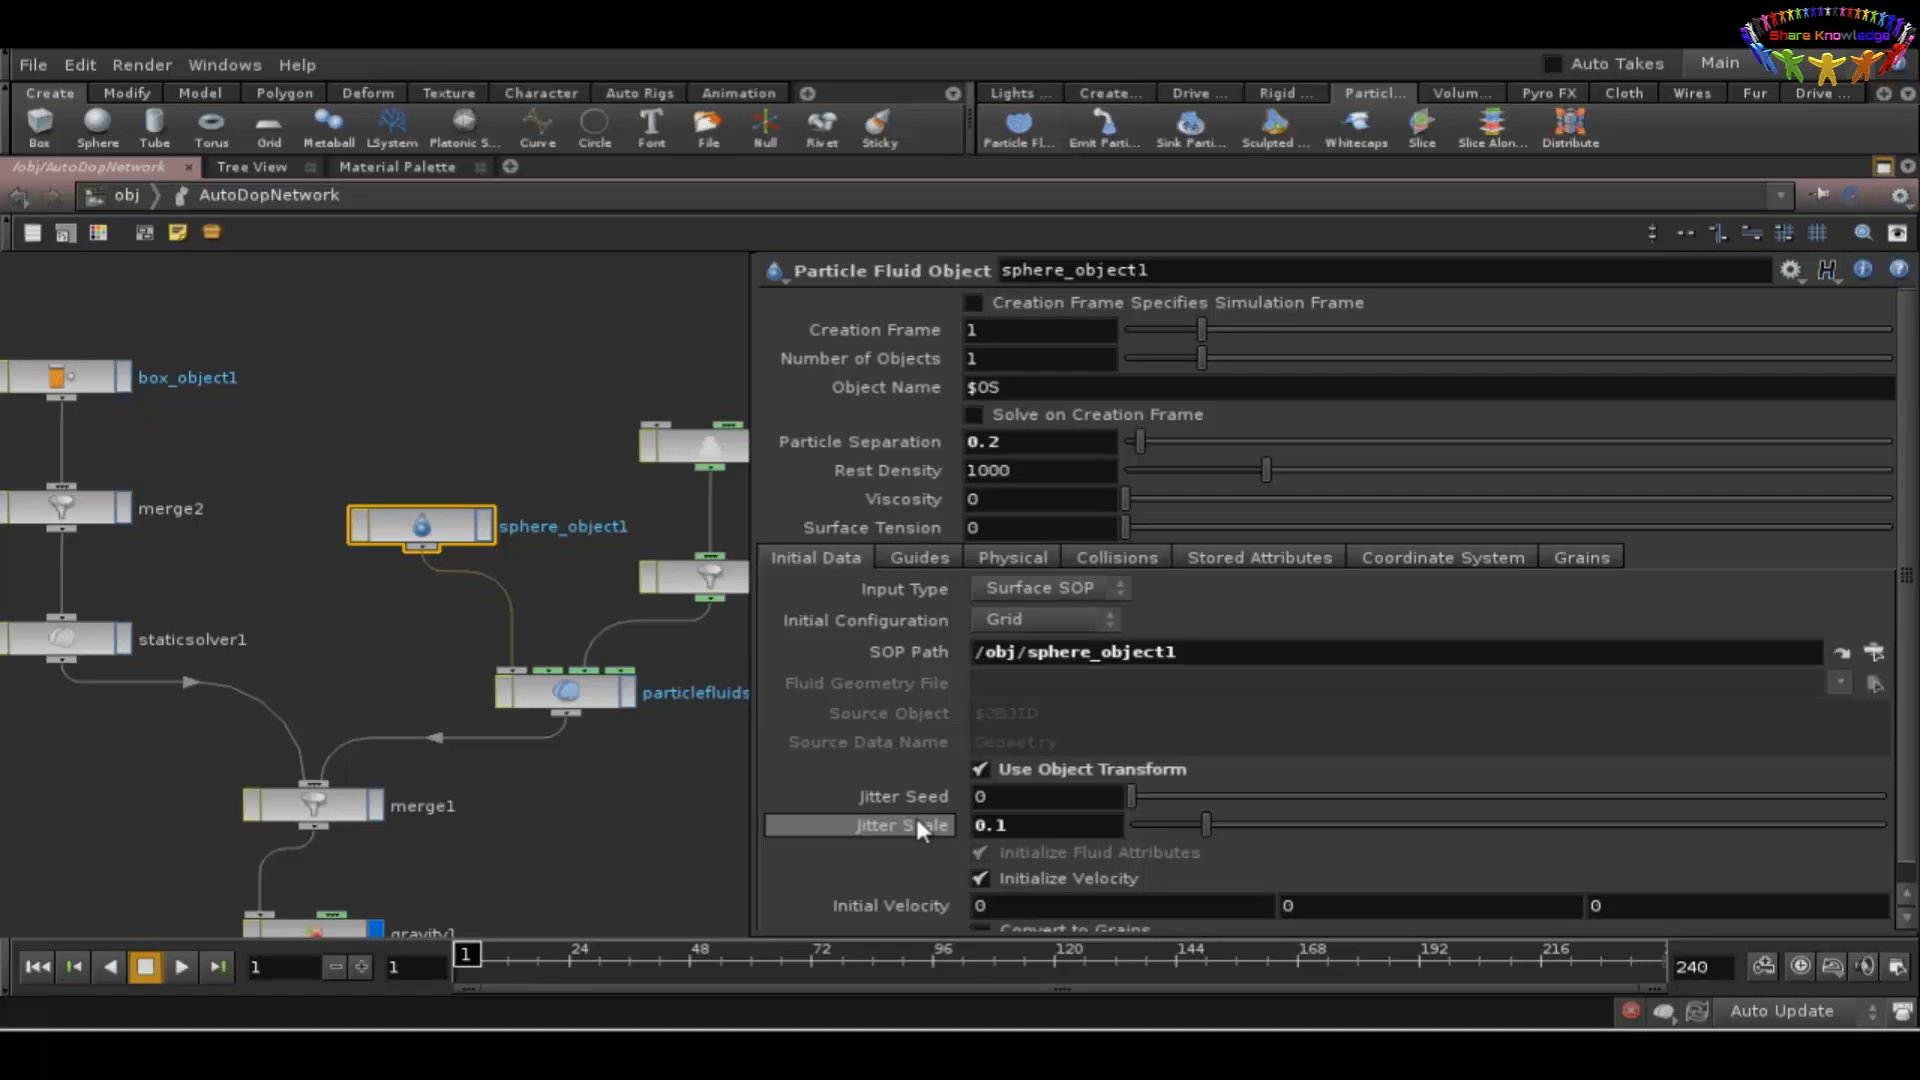 Share Knowledge
File Edit Render Windows Help
Auto Takes Main
Create Modify Model Polygon Deform Texture Character Auto Rigs Animation
Lights ... Create... Drive ... Rigid ... Particl... Volum... Pyro FX Cloth Wires Fur Drive ...
Box Sphere Tube Torus Grid Metaball LSystem Platonic S... Curve Circle Font File Null Rivet Sticky
Particle Fl... Emit Parti... Sink Parti... Sculpted ... Whitecaps Slice Slice Alon... Distribute
/obj/AutoDopNetwork Tree View Material Palette
obj AutoDopNetwork
Particle Fluid Object sphere_object1
Creation Frame Specifies Simulation Frame
Creation Frame 1
Number of Objects 1
Object Name $OS
Solve on Creation Frame
Particle Separation 0.2
Rest Density 1000
Viscosity 0
Surface Tension 0
Initial Data Guides Physical Collisions Stored Attributes Coordinate System Grains
Input Type Surface SOP
Initial Configuration Grid
SOP Path /obj/sphere_object1
Fluid Geometry File
Source Object $OBJID
Source Data Name Geometry
Use Object Transform
Jitter Seed 0
Jitter 0.1
Initialize Fluid Attributes
Initialize Velocity
Initial Velocity 0 0 0
Convert to Grains
box_object1
merge2
sphere_object1
staticsolver1
particlefluids
merge1
gravity1
1 1 1 24 48 72 96 120 144 168 192 216 240
Auto Update